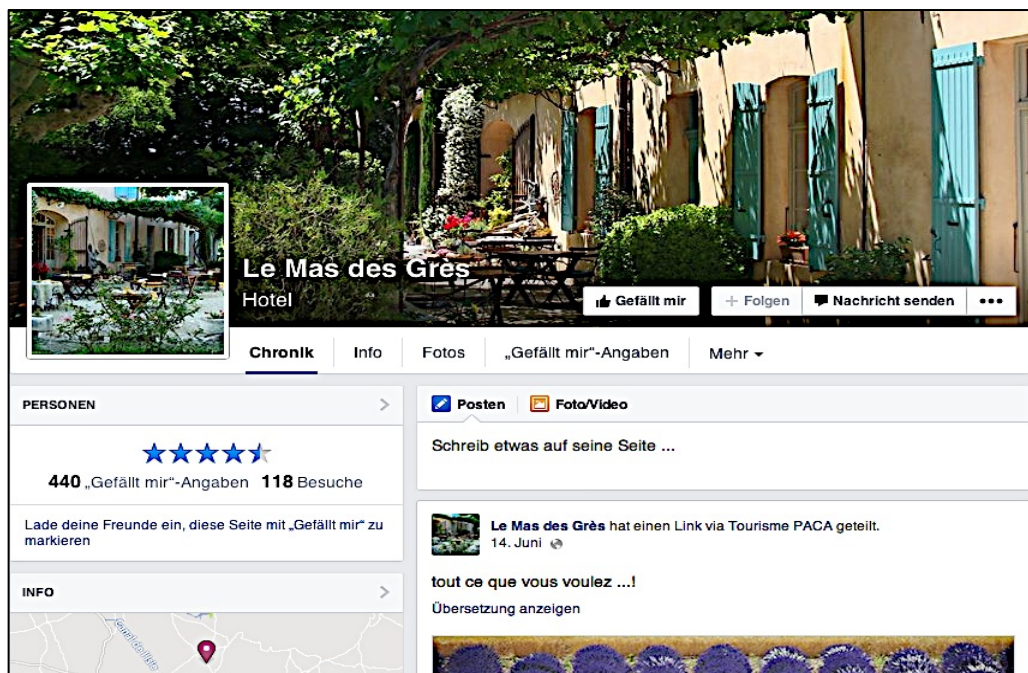 Le Mas des Grès
Hotel
Gefällt mir
+ Folgen
Nachricht senden
Chronik
Info
Fotos
„Gefällt mir“-Angaben
Mehr
PERSONEN
440 „Gefällt mir“-Angaben 118 Besuche
Lade deine Freunde ein, diese Seite mit „Gefällt mir“ zu
markieren
INFO
Posten
Foto/Video
Schreib etwas auf seine Seite ...
Le Mas des Grès hat einen Link via Tourisme PACA geteilt.
14. Juni
tout ce que vous voulez ...!
Übersetzung anzeigen